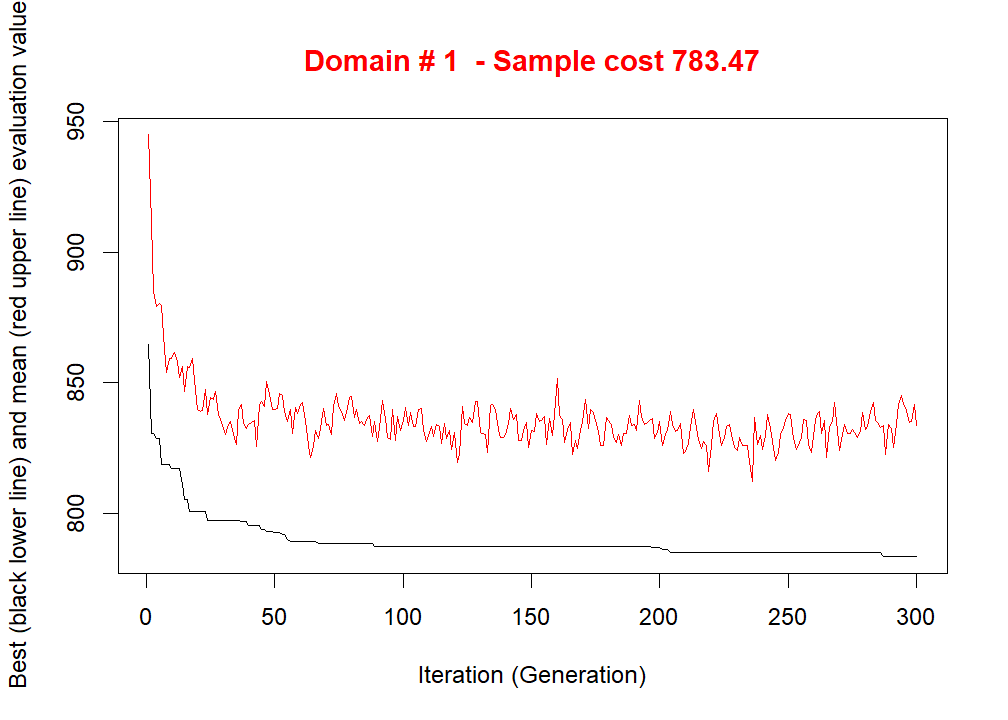 Domain # 1  - Sample cost 783.47
Best (black lower line) and mean (red upper line) evaluation value
950
900
850
800
0 50 100 150 200 250 300
Iteration (Generation)